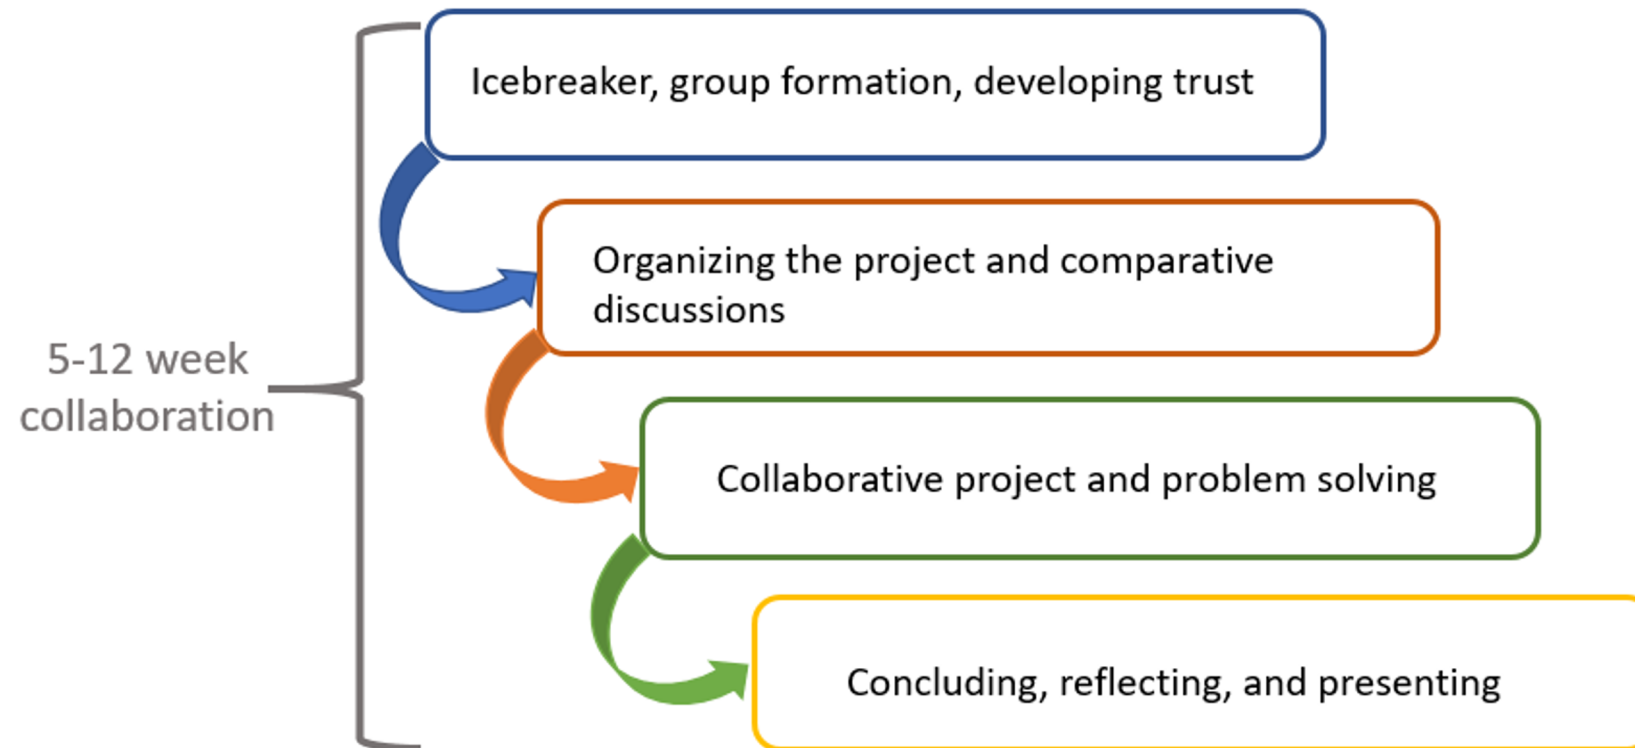 Icebreaker, group formation, developing trust
Organizing the project and comparative
discussions
5-12 week
collaboration
Collaborative project and problem solving
Concluding, reflecting, and presenting